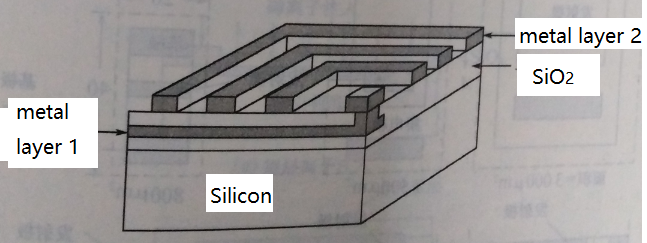 metal layer 2
SiO2
metal
layer 1
Silicon